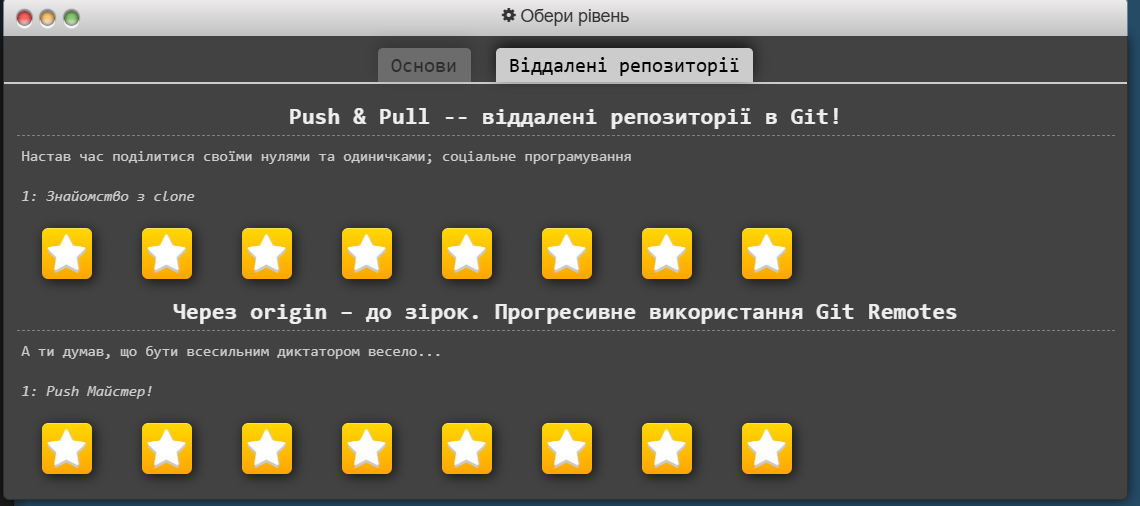 Обери рівень
Основи
Віддалені репозиторії
Push & Pull -- віддалені репозиторії в Git!
Настав час поділитися своїми нулями та одиничками; соціальне програмування
1: Знайомство з clone
Через origin – до зірок. Прогресивне використання Git Remotes
А ти думав, що бути всесильним диктатором весело...
1: Push Майстер!